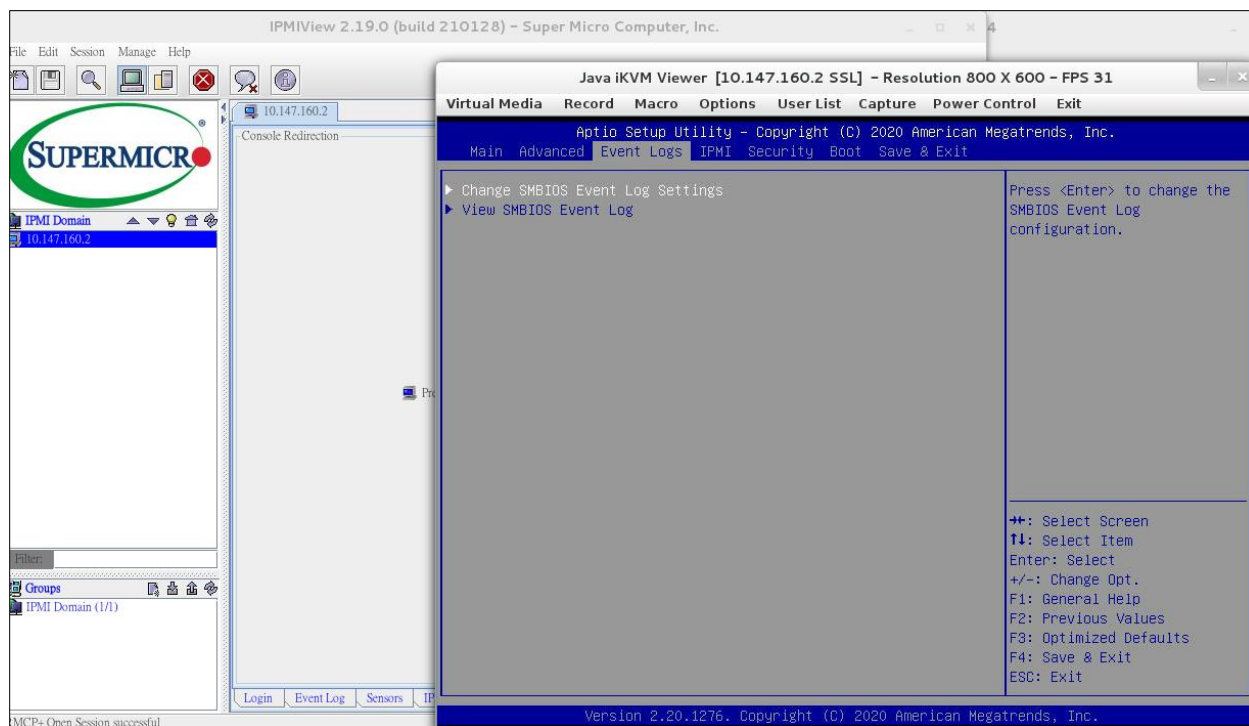 IPMIView 2.19.0 (build 210128) - Super Micro Computer, Inc.
4
File Edit Session Manage Help
SUPERMICR
®
IPMI Domain
10.147.160.2
Filter:
Groups
IPMI Domain (1/1)
10.147.160.2
Console Redirection
Login Event Log Sensors
RMCP+ Open Session successful
Java iKVM Viewer [10.147.160.2 SSL] - Resolution 800 X 600 - FPS 31
Virtual Media Record Macro Options User List Capture Power Control Exit
Aptio Setup Utility - Copyright (C) 2020 American Megatrends, Inc.
Main Advanced Event Logs IPMI Security Boot Save & Exit
Change SMBIOS Event Log Settings
View SMBIOS Event Log
Press <Enter> to change the
SMBIOS Event Log
configuration.
→←: Select Screen
↑↓: Select Item
Enter: Select
+/-: Change Opt.
F1: General Help
F2: Previous Values
F3: Optimized Defaults
F4: Save & Exit
ESC: Exit
Version 2.20.1276. Copyright (C) 2020 American Megatrends, Inc.